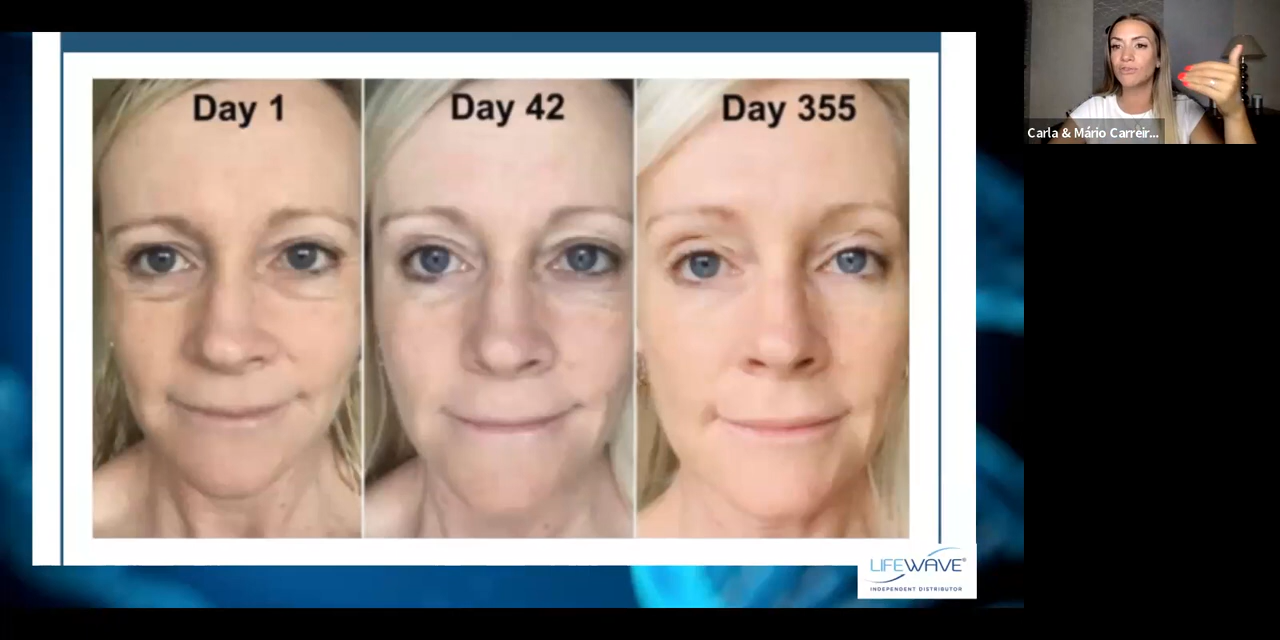 Day 1
Day 42
Day 355
Carla & Mário Carreir...
LIFEWAVE®
INDEPENDENT DISTRIBUTOR